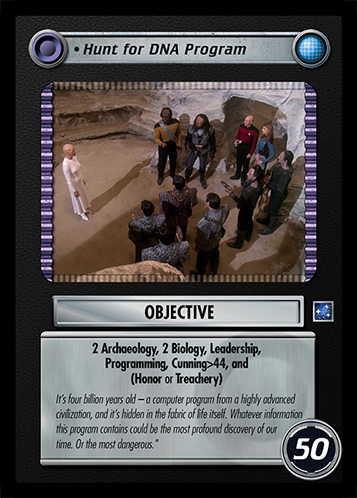 • Hunt for DNA Program
OBJECTIVE
2 Archaeology, 2 Biology, Leadership,
Programming, Cunning>44, and
(Honor or Treachery)
It's four billion years old – a computer program from a highly advanced
civilization, and it's hidden in the fabric of life itself. Whatever information
this program contains could be the most profound discovery of our
time. Or the most dangerous."
50